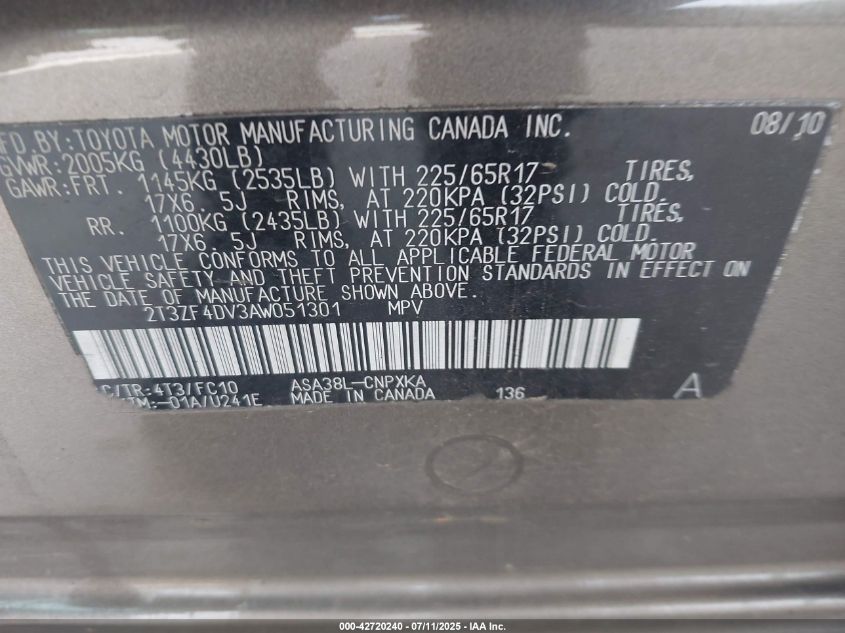 FD. BY: TOYOTA MOTOR MANUFACTURING CANADA INC. 08/10
GVWR: 2005KG (4430LB)
GAWR: FRT. 1145KG (2535LB) WITH 225/65R17 TIRES,
17X6. 5J RIMS, AT 220KPA (32PSI) COLD.
RR. 1100KG (2435LB) WITH 225/65R17 TIRES,
17X6. 5J RIMS, AT 220KPA (32PSI) COLD.
THIS VEHICLE CONFORMS TO ALL APPLICABLE FEDERAL MOTOR
VEHICLE SAFETY AND THEFT PREVENTION STANDARDS IN EFFECT ON
THE DATE OF MANUFACTURE SHOWN ABOVE.
2T3ZF4DV3AW051301 MPV
C/TR: 4T3/FC10 ASA38L-CNPXKA
TM: -01A/U241E MADE IN CANADA 136 A
000-42720240 - 07/11/2025 - IAA Inc.